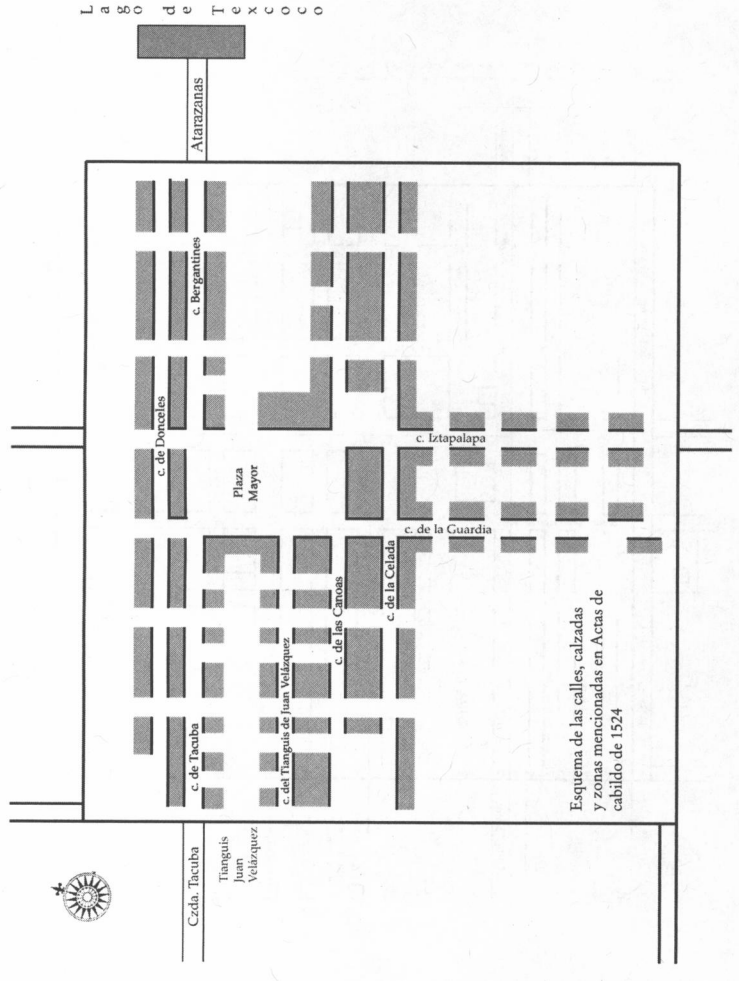 Lago
de
Texcoco
Atarazanas
c. Bergantines
c. de Donceles
Plaza
Mayor
c. Iztapalapa
c. de la Guardia
c. de la Celada
c. de las Canoas
c. del Tianguis de Juan Velázquez
c. de Tacuba
Czda. Tacuba
Tianguis
Juan
Velázquez
Esquema de las calles, calzadas
y zonas mencionadas en Actas de
cabildo de 1524